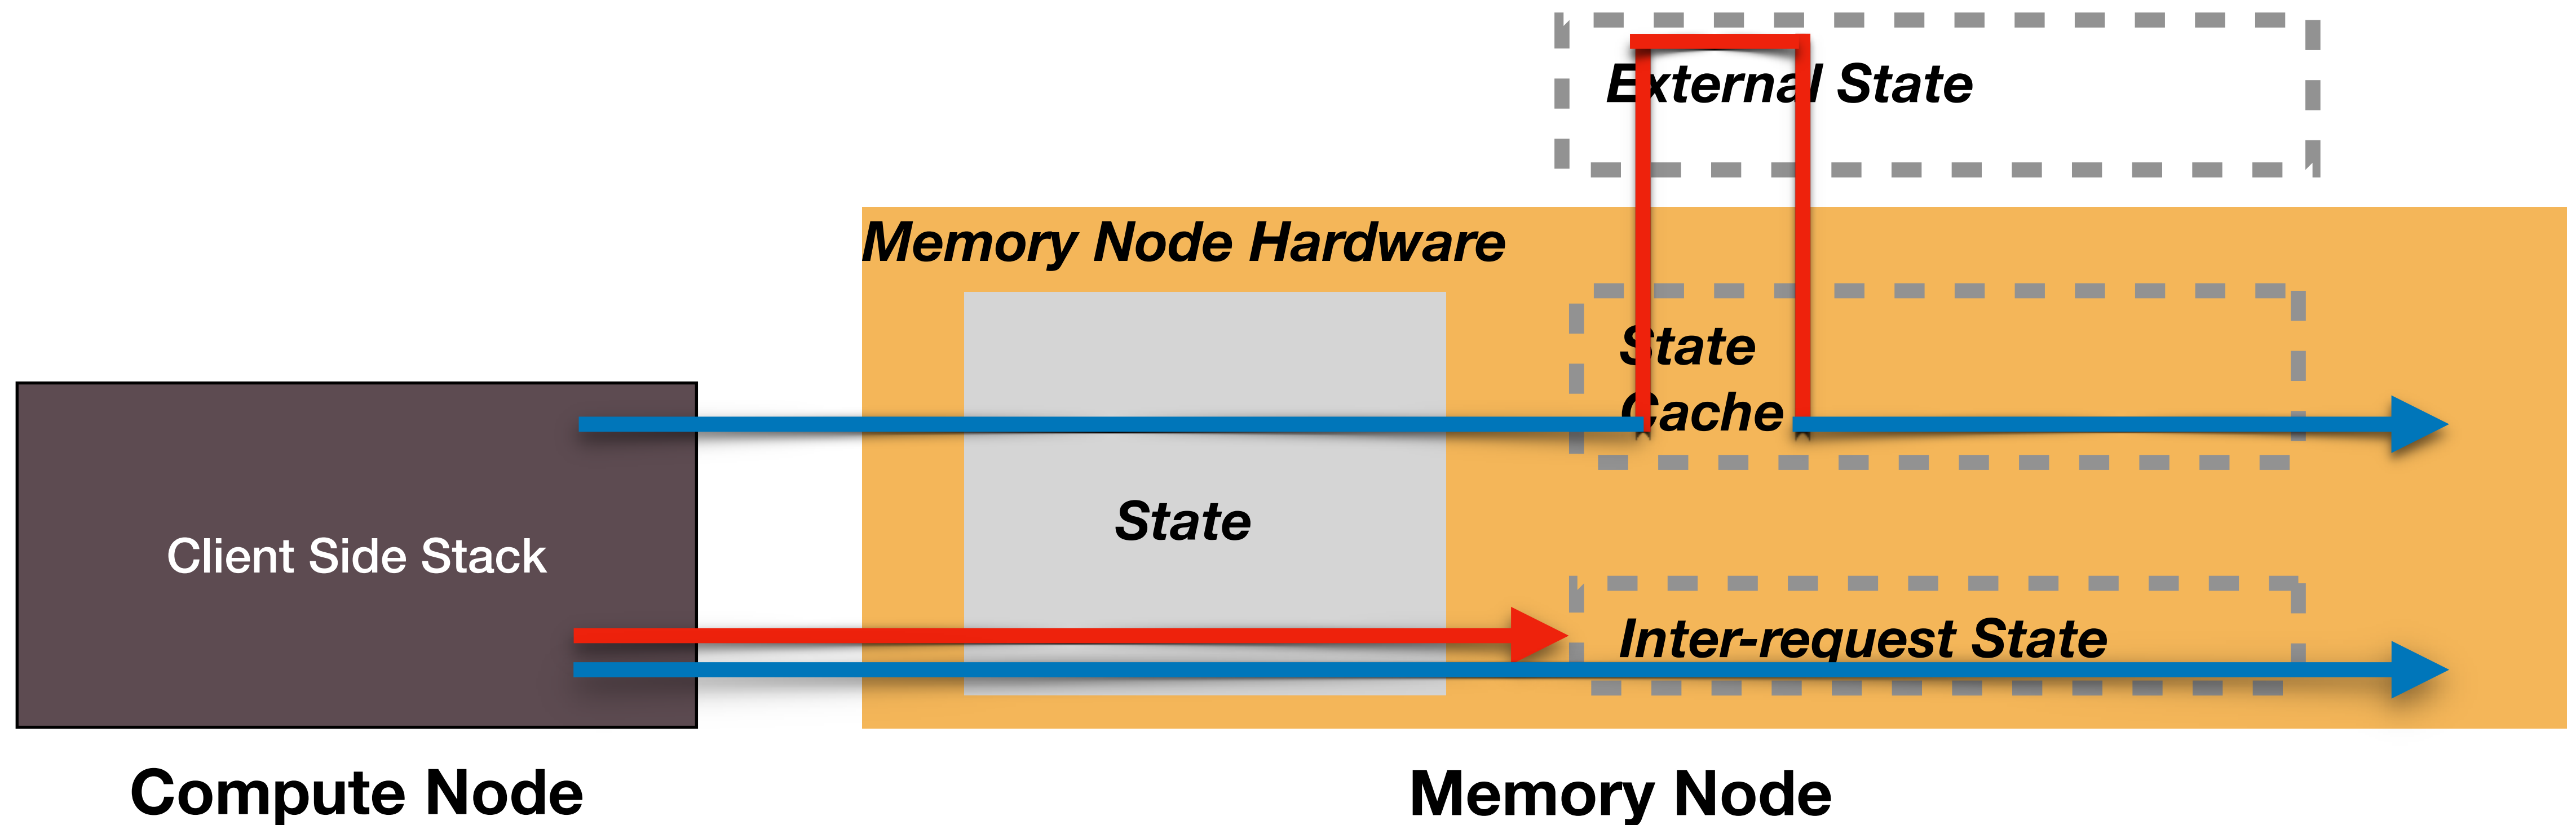 External State
Memory Node Hardware
State
Cache
State
Client Side Stack
Inter-request State
Compute Node
Memory Node